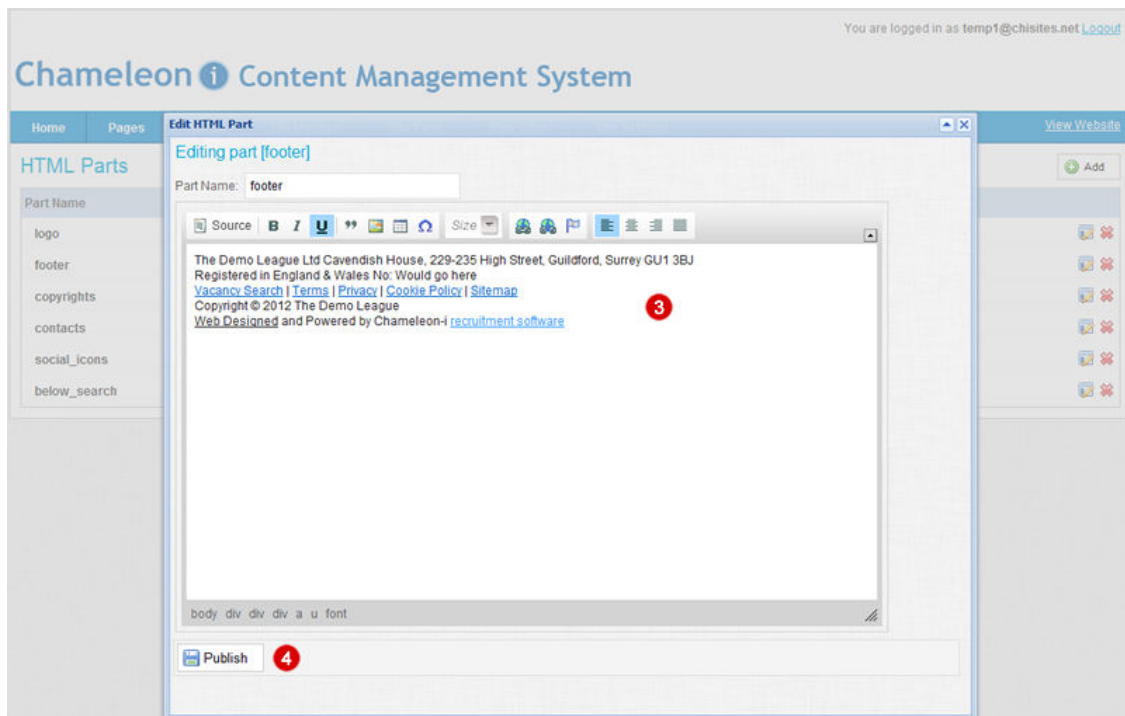 You are logged in as temp1@chisites.net Logout
Chameleon i Content Management System
Home Pages
View Website
Edit HTML Part
Editing part [footer]
HTML Parts
Add
Part Name: footer
Part Name
logo
footer
copyrights
contacts
social_icons
below_search
Source B I U Ω Size
The Demo League Ltd Cavendish House, 229-235 High Street, Guildford, Surrey GU1 3BJ
Registered in England & Wales No: Would go here
Vacancy Search | Terms | Privacy | Cookie Policy | Sitemap
Copyright © 2012 The Demo League
Web Designed and Powered by Chameleon-i recruitment software
3
body div div div a u font
Publish 4